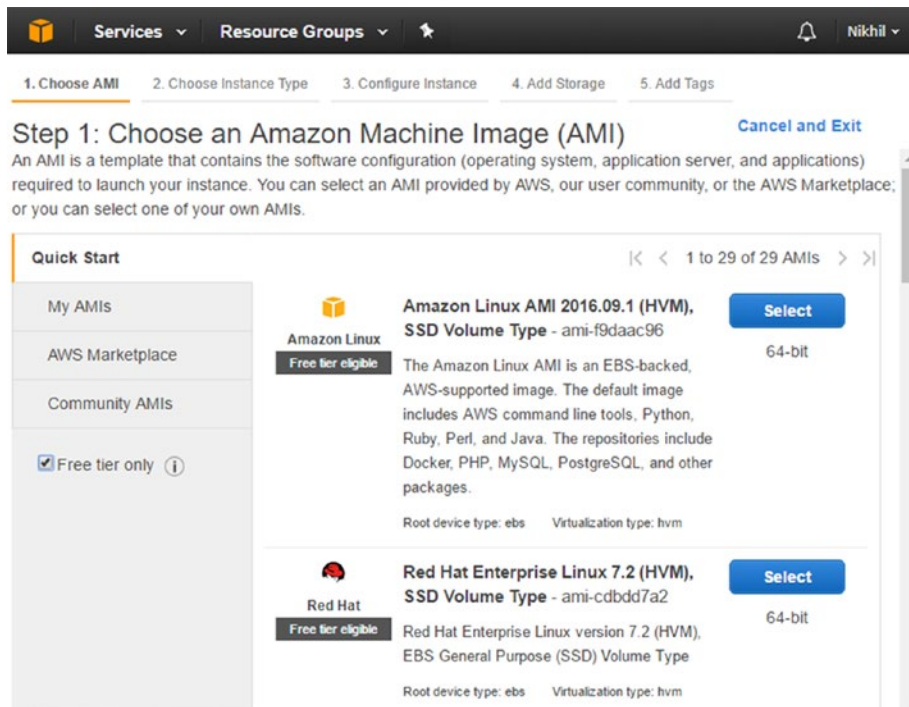 Services Resource Groups Nikhil
1. Choose AMI 2. Choose Instance Type 3. Configure Instance 4. Add Storage 5. Add Tags
Step 1: Choose an Amazon Machine Image (AMI) Cancel and Exit
An AMI is a template that contains the software configuration (operating system, application server, and applications)
required to launch your instance. You can select an AMI provided by AWS, our user community, or the AWS Marketplace;
or you can select one of your own AMIs.
Quick Start
1 to 29 of 29 AMIs
My AMIs
AWS Marketplace
Community AMIs
Free tier only
Amazon Linux
Free tier eligible
Amazon Linux AMI 2016.09.1 (HVM),
SSD Volume Type - ami-f9daac96
The Amazon Linux AMI is an EBS-backed,
AWS-supported image. The default image
includes AWS command line tools, Python,
Ruby, Perl, and Java. The repositories include
Docker, PHP, MySQL, PostgreSQL, and other
packages.
Root device type: ebs Virtualization type: hvm
Select
64-bit
Red Hat
Free tier eligible
Red Hat Enterprise Linux 7.2 (HVM),
SSD Volume Type - ami-cdbdd7a2
Red Hat Enterprise Linux version 7.2 (HVM),
EBS General Purpose (SSD) Volume Type
Root device type: ebs Virtualization type: hvm
Select
64-bit